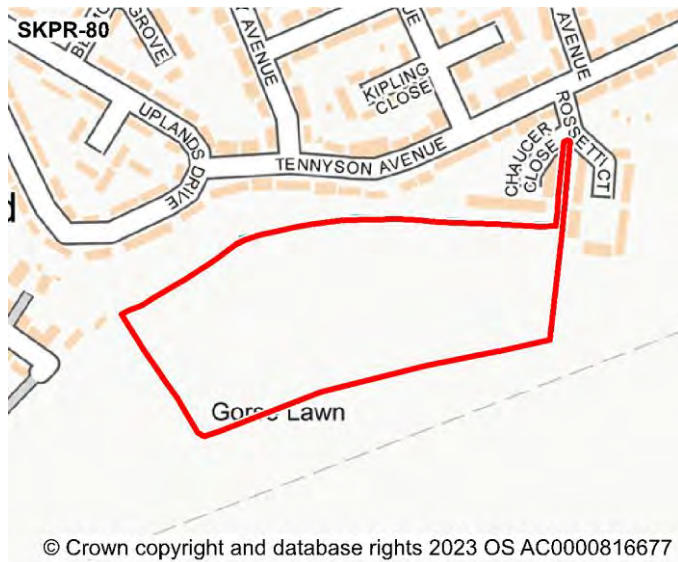 SKPR-80
GROVE
AVENUE
AVENUE
KIPLING
CLOSE
UPLANDS DRIVE
TENNYSON AVENUE
CHAUCER
CLOSE
ROSSETTI CT
Gorse Lawn
© Crown copyright and database rights 2023 OS AC0000816677